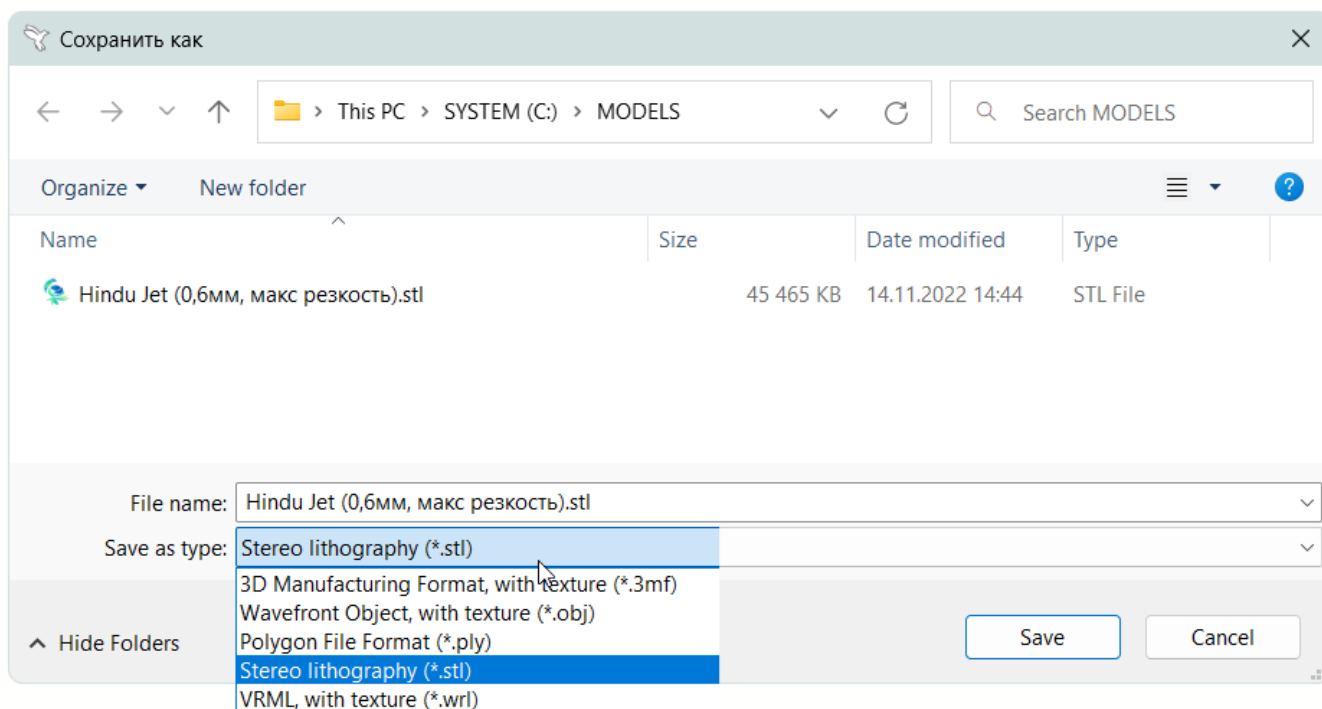 Сохранить как
This PC > SYSTEM (C:) > MODELS
Search MODELS
Organize
New folder
?
Name
Size
Date modified
Type
Hindu Jet (0,6мм, макс резкость).stl
45 465 KB
14.11.2022 14:44
STL File
File name: Hindu Jet (0,6мм, макс резкость).stl
Save as type: Stereo lithography (*.stl)
3D Manufacturing Format, with texture (*.3mf)
Wavefront Object, with texture (*.obj)
Polygon File Format (*.ply)
Stereo lithography (*.stl)
VRML, with texture (*.wrl)
Hide Folders
Save
Cancel